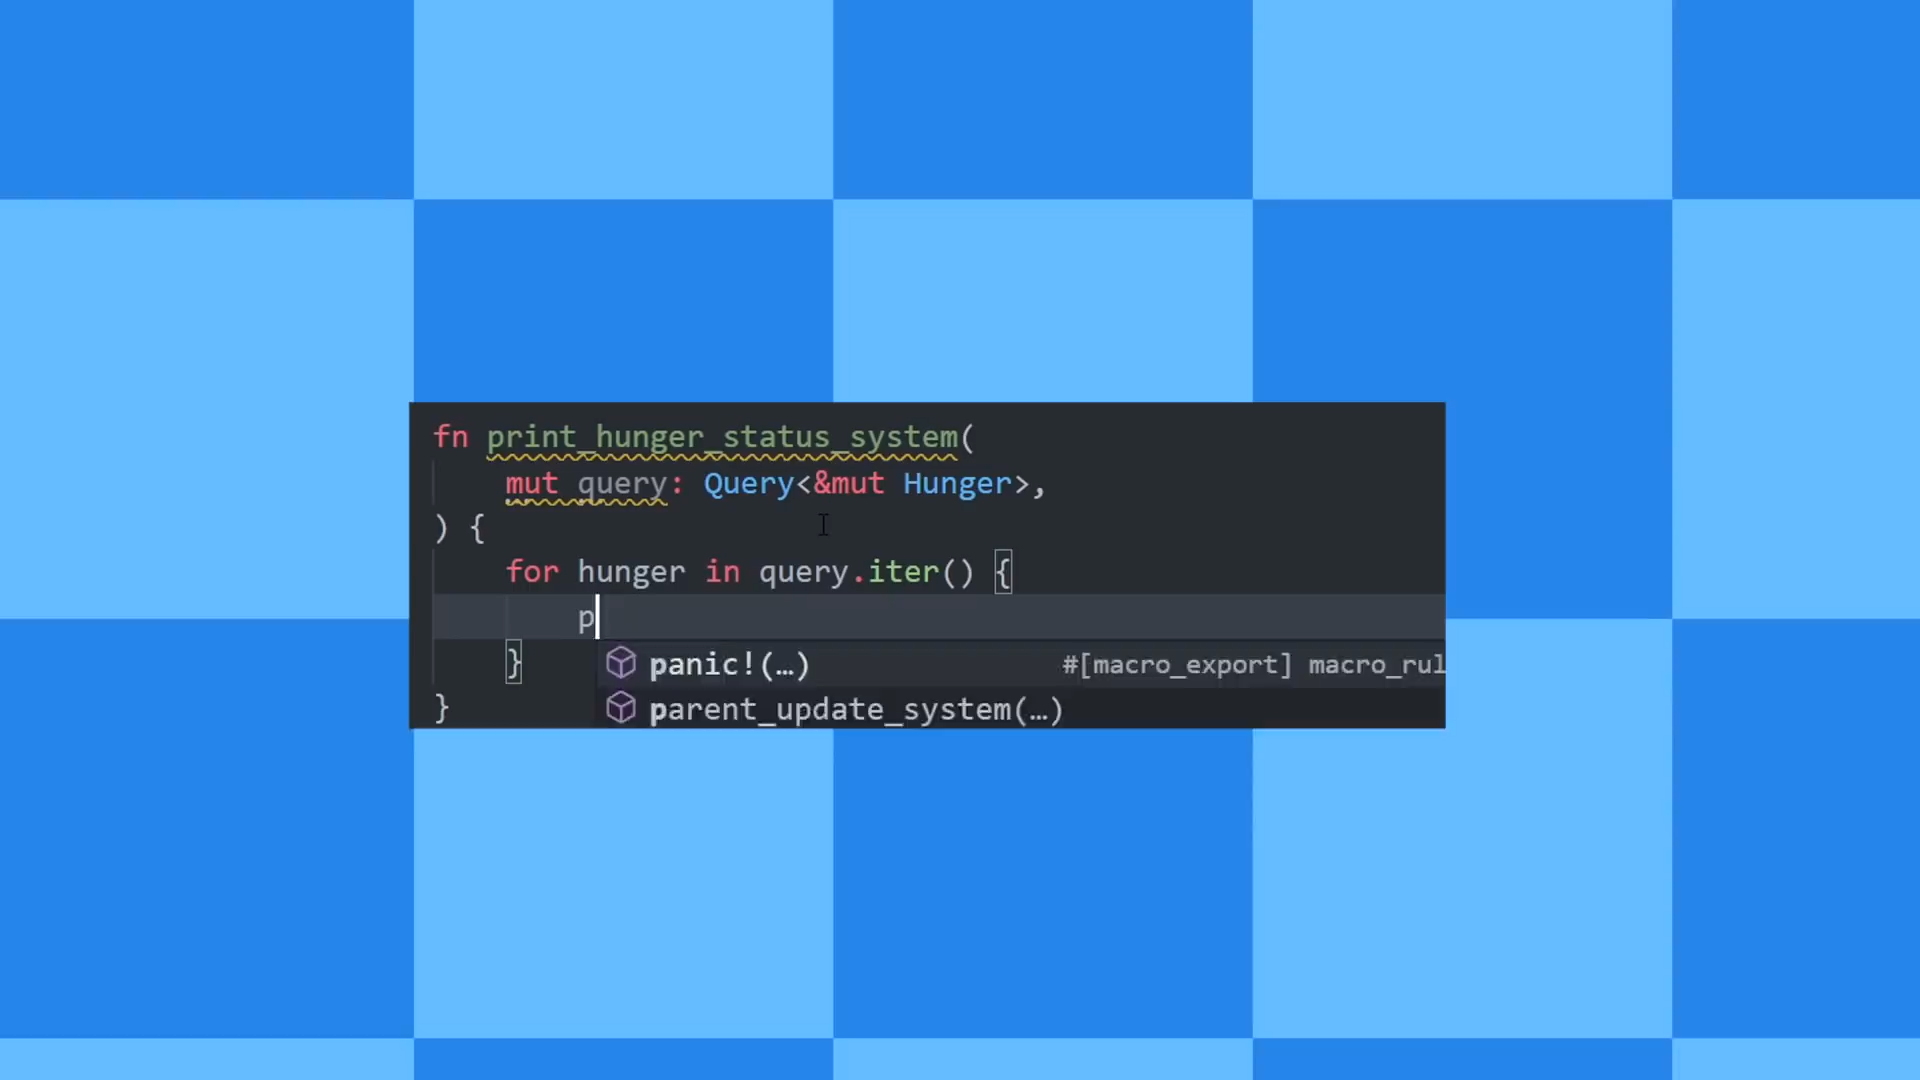 fn print_hunger_status_system(
mut query: Query<&mut Hunger>,
) {
for hunger in query.iter() {
p
}
panic!(…) #[macro_export] macro_rul
} parent_update_system(…)